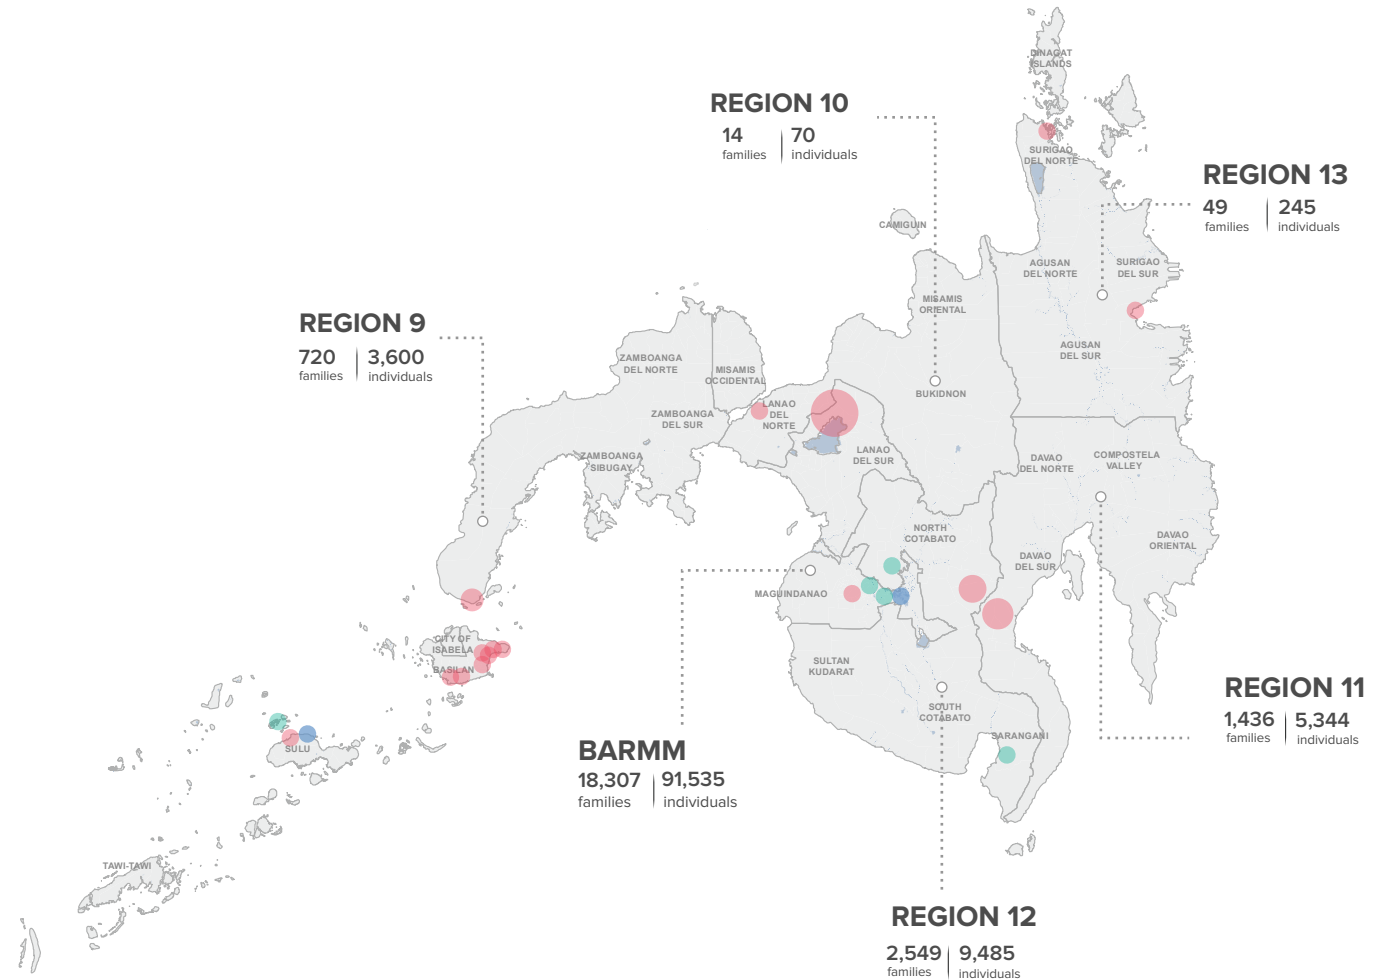 DINAGAT
ISLANDS
REGION 10
14
70
families
individuals
SURIGAO
DEL NORTE
REGION 13
49
245
families
individuals
CAMIGUIN
AGUSAN
DEL NORTE
SURIGAO
DEL SUR
MISAMIS
ORIENTAL
REGION 9
720
3,600
families
individuals
ZAMBOANGA
DEL NORTE
MISAMIS
OCCIDENTAL
AGUSAN
DEL SUR
BUKIDNON
ZAMBOANGA
DEL SUR
LANAO
DEL
NORTE
ZAMBOANGA
SIBUGAY
LANAO
DEL SUR
DAVAO
DEL NORTE
COMPOSTELA
VALLEY
NORTH
COTABATO
DAVAO
ORIENTAL
DAVAO
DEL SUR
MAGUINDANAO
CITY OF
ISABELA
BASILAN
SULTAN
KUDARAT
REGION 11
1,436
5,344
families
individuals
SOUTH
COTABATO
SARANGANI
SULU
BARMM
18,307
91,535
families
individuals
TAWI-TAWI
REGION 12
2,549
9,485
families
individuals